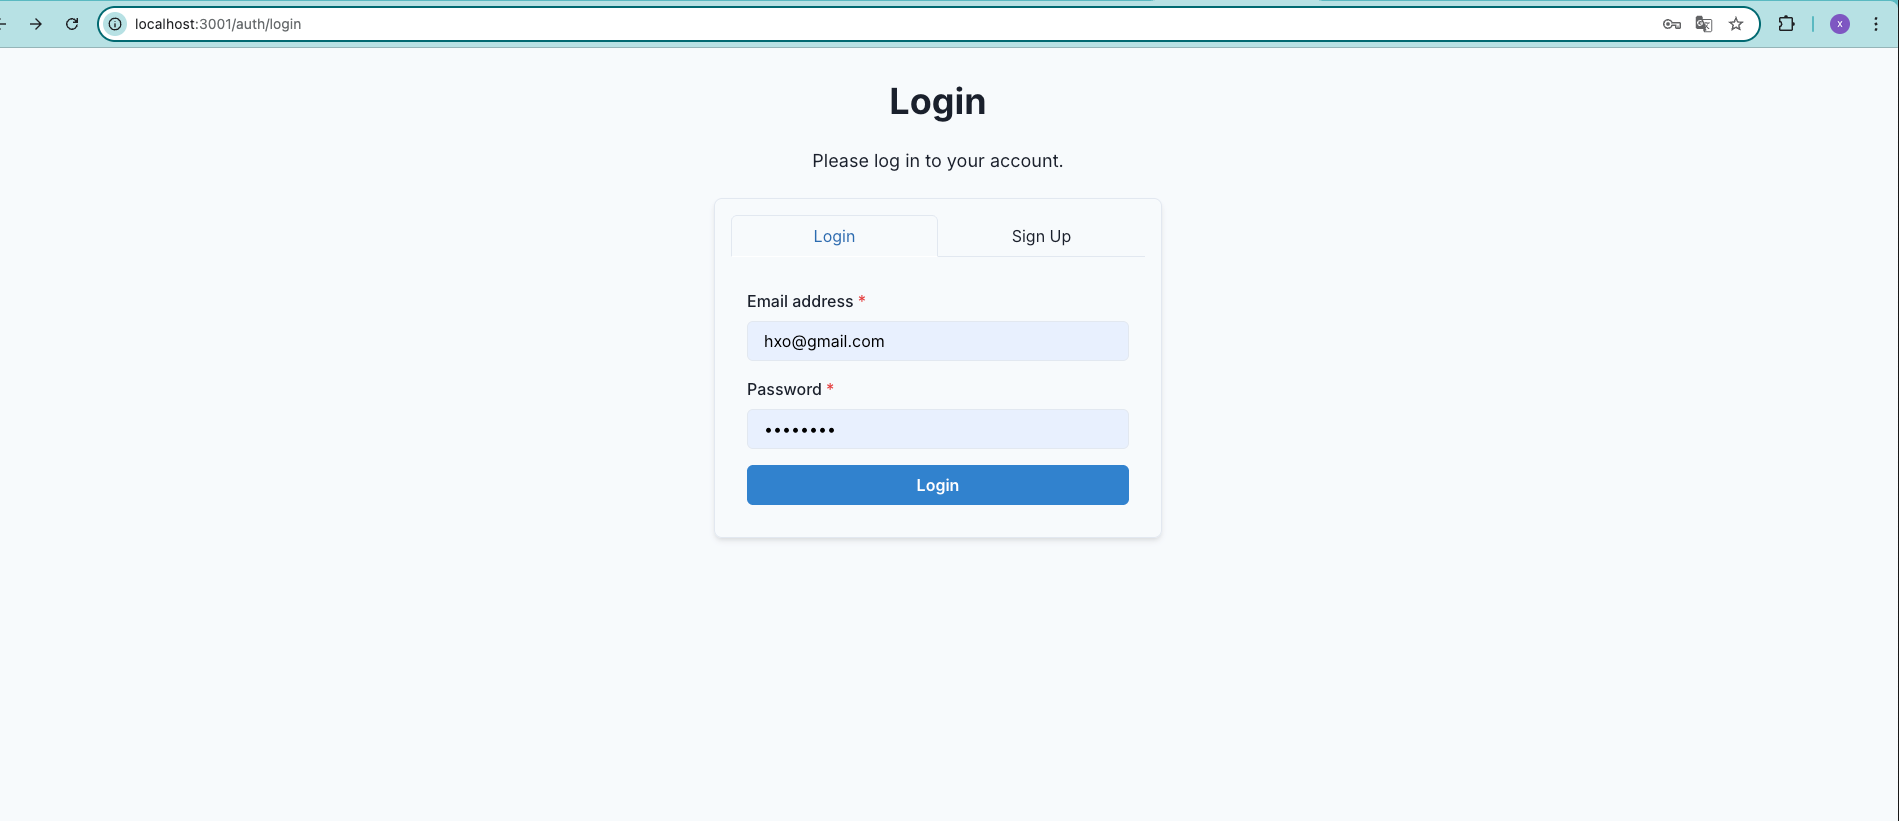 localhost:3001/auth/login
x
Login
Please log in to your account.
Login
Sign Up
Email address *
hxo@gmail.com
Password *
••••••••
Login